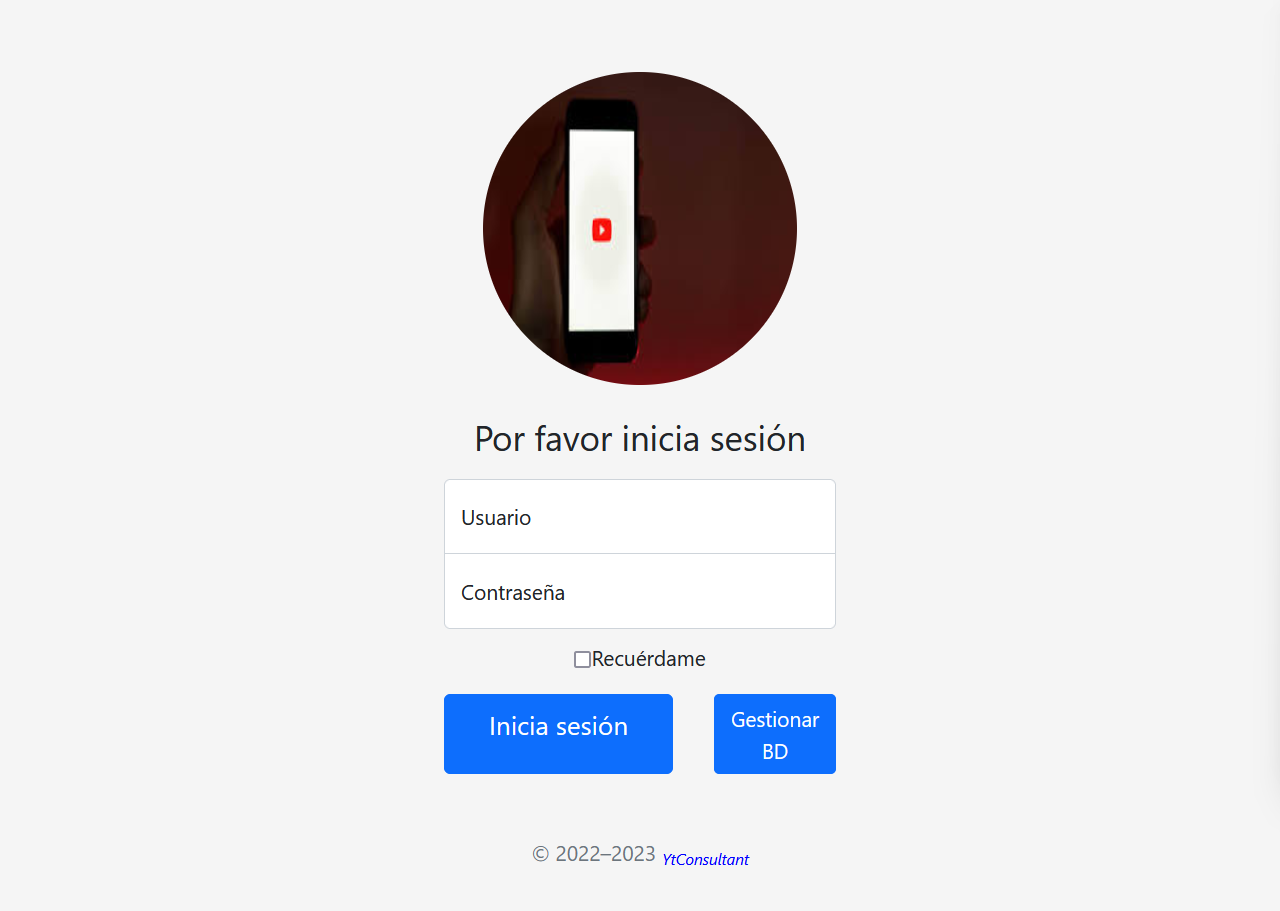 Por favor inicia sesión
Usuario
Contraseña
Recuérdame
Inicia sesión
Gestionar
BD
© 2022–2023 YtConsultant